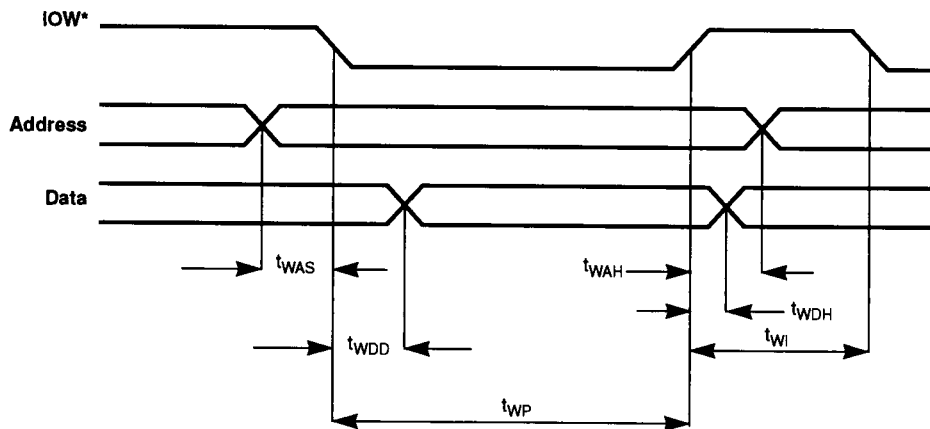 IOW*
Address
Data
tWAS
tWAH
tWDH
tWDD
tWI
tWP